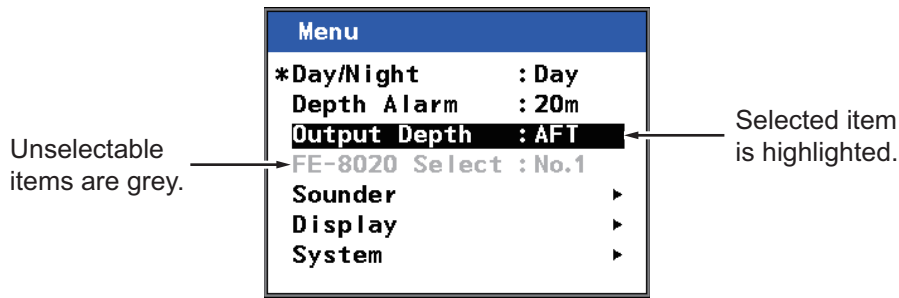 Menu
*Day/Night : Day
Depth Alarm : 20m
Output Depth : AFT
FE-8020 Select : No.1
Sounder ▸
Display ▸
System ▸
Unselectable
items are grey.
Selected item
is highlighted.